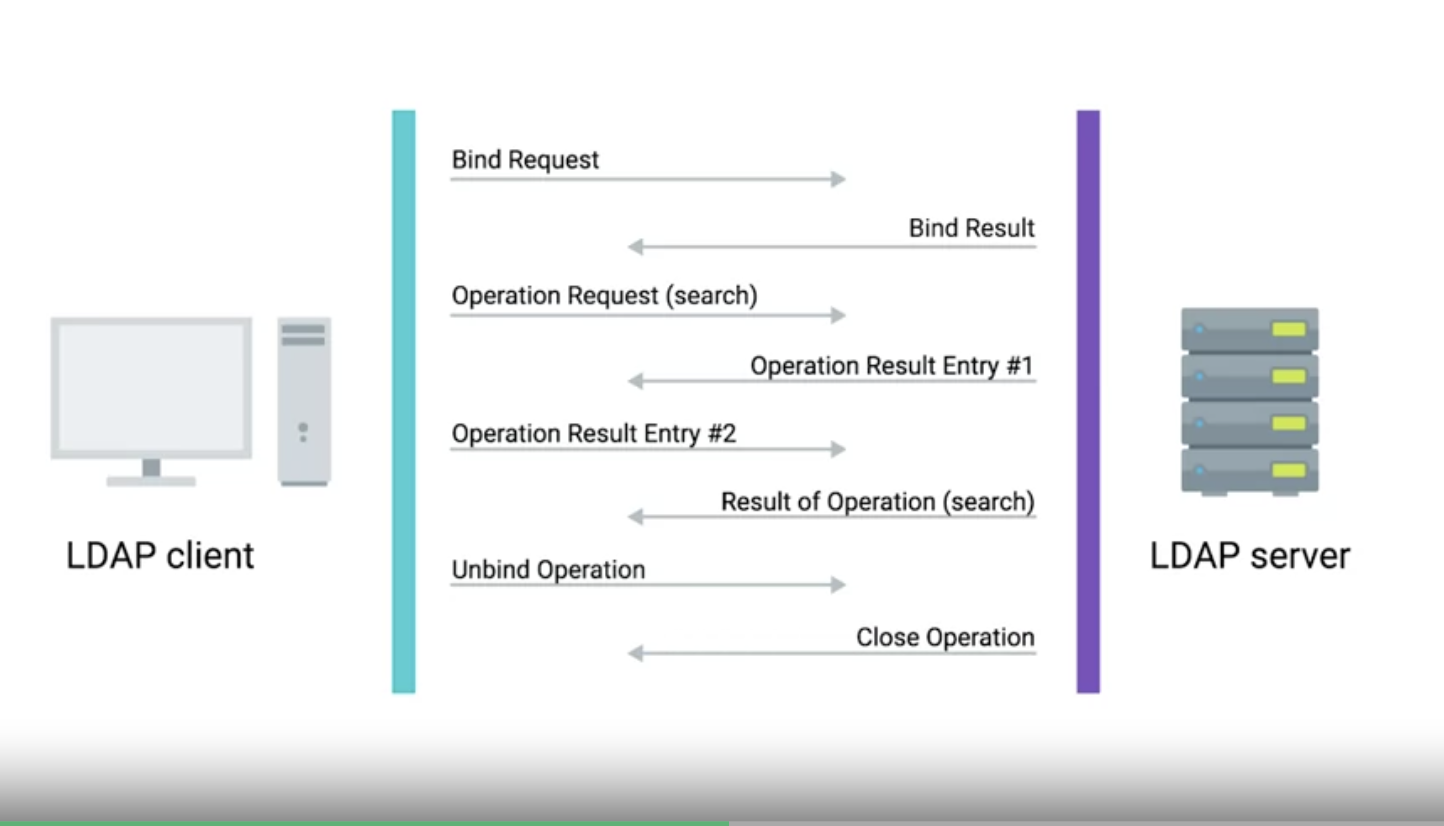 Bind Request
Bind Result
Operation Request (search)
Operation Result Entry #1
Operation Result Entry #2
Result of Operation (search)
Unbind Operation
Close Operation
LDAP client
LDAP server